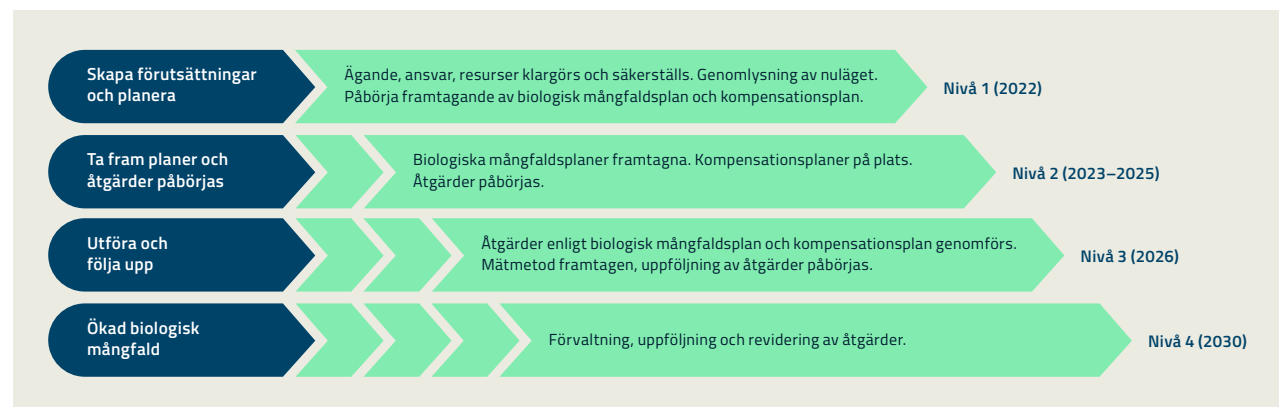 Skapa förutsättningar
och planera
Ägande, ansvar, resurser klargörs och säkerställs. Genomlysning av nuläget.
Påbörja framtagande av biologisk mångfaldsplan och kompensationsplan.
Nivå 1 (2022)
Ta fram planer och
åtgärder påbörjas
Biologiska mångfaldsplaner framtagna. Kompensationsplaner på plats.
Åtgärder påbörjas.
Nivå 2 (2023–2025)
Utföra och
följa upp
Åtgärder enligt biologisk mångfaldsplan och kompensationsplan genomförs.
Mätmetod framtagen, uppföljning av åtgärder påbörjas.
Nivå 3 (2026)
Ökad biologisk
mångfald
Förvaltning, uppföljning och revidering av åtgärder.
Nivå 4 (2030)